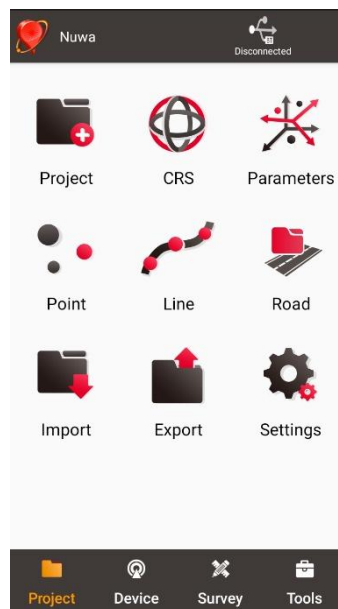 Nuwa
Disconnected
Project CRS Parameters
Point Line Road
Import Export Settings
Project Device Survey Tools